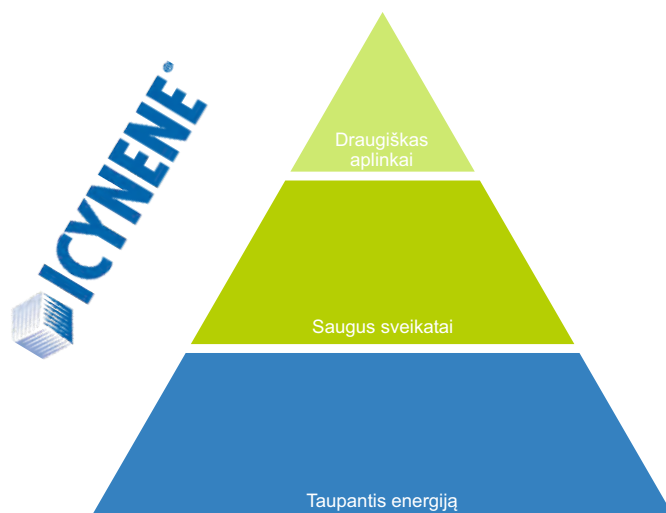 ICYNENE®
Draugiškas
aplinkai
Saugus sveikatai
Taupantis energiją